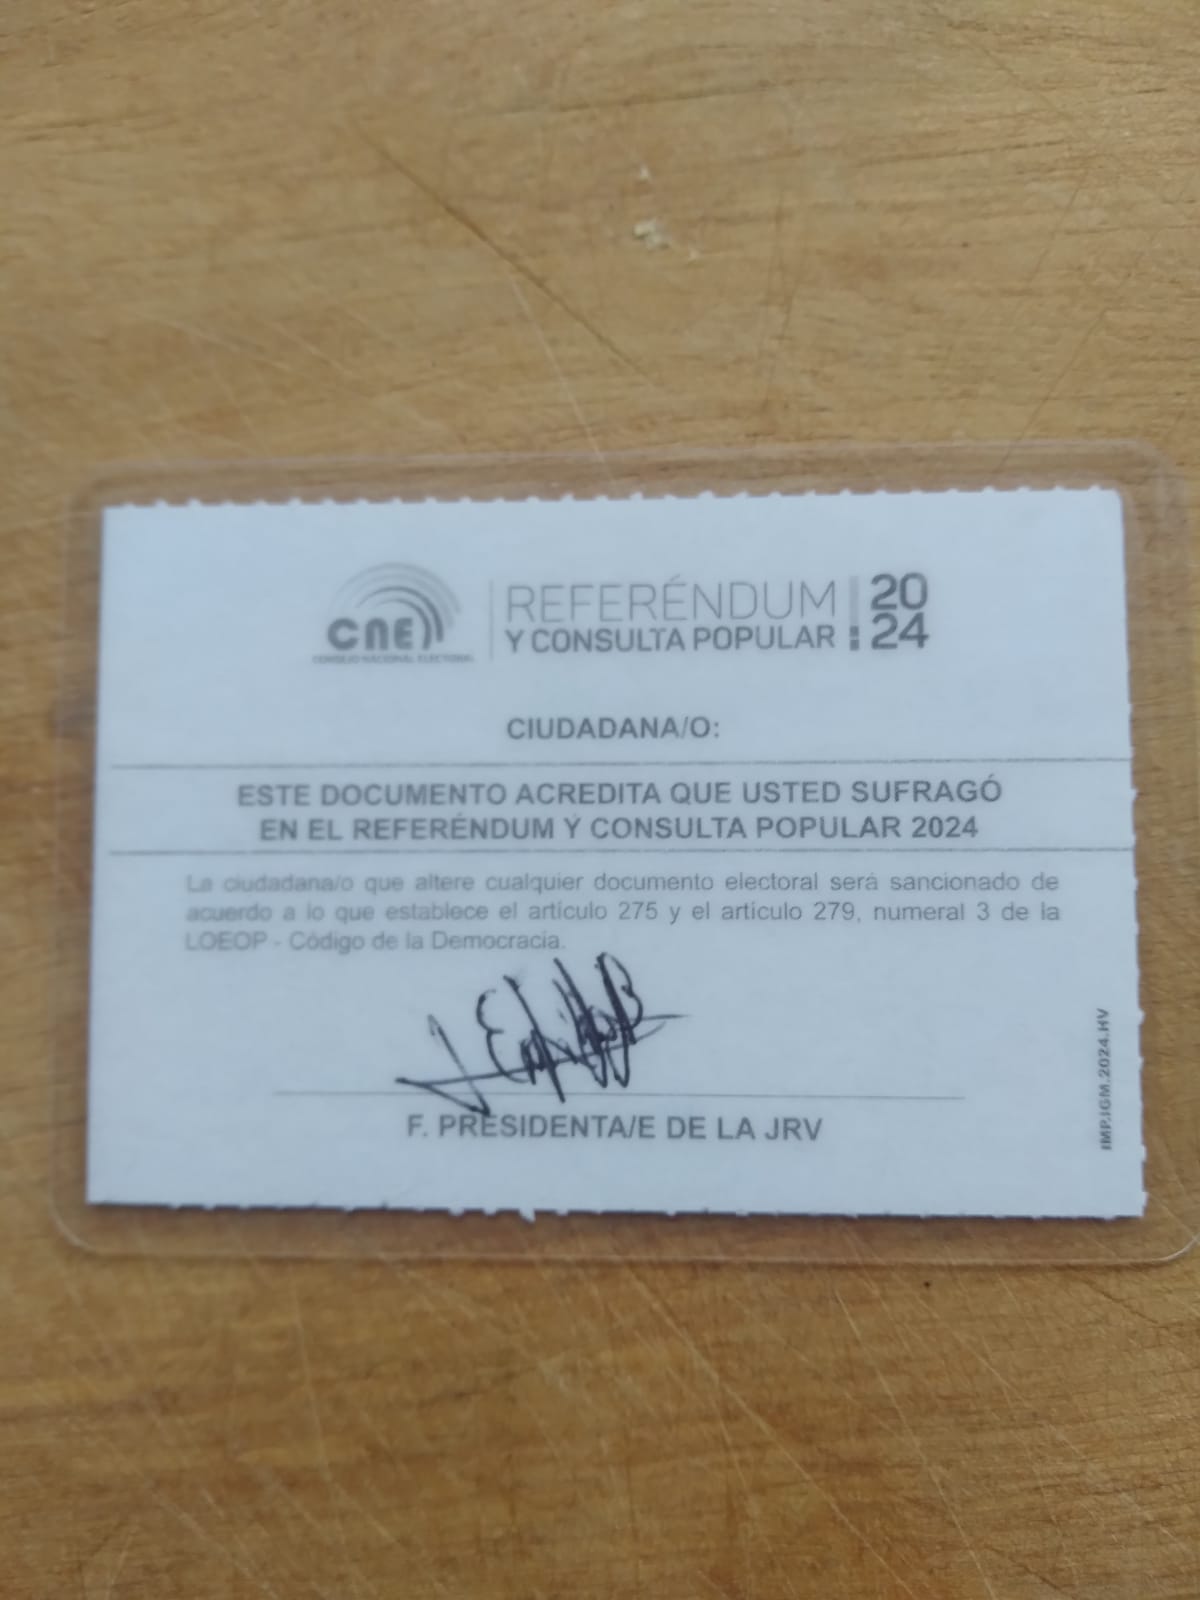 CNE
CONSEJO NACIONAL ELECTORAL
REFERÉNDUM
Y CONSULTA POPULAR
20
24
CIUDADANA/O:
ESTE DOCUMENTO ACREDITA QUE USTED SUFRAGÓ
EN EL REFERÉNDUM Y CONSULTA POPULAR 2024
La ciudadana/o que altere cualquier documento electoral será sancionado de
acuerdo a lo que establece el artículo 275 y el artículo 279, numeral 3 de la
LOEOP - Código de la Democracia.
F. PRESIDENTA/E DE LA JRV
IMP.IGM.2024.HV